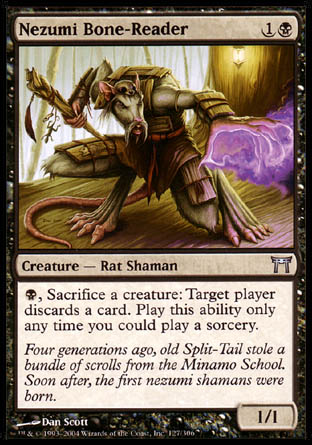 Nezumi Bone-Reader 1
Creature — Rat Shaman
, Sacrifice a creature: Target player
discards a card. Play this ability only
any time you could play a sorcery.
Four generations ago, old Split-Tail stole a
bundle of scrolls from the Minamo School.
Soon after, the first nezumi shamans were
born.
Dan Scott
1/1
™ & © 1993–2004 Wizards of the Coast, Inc. 127/306